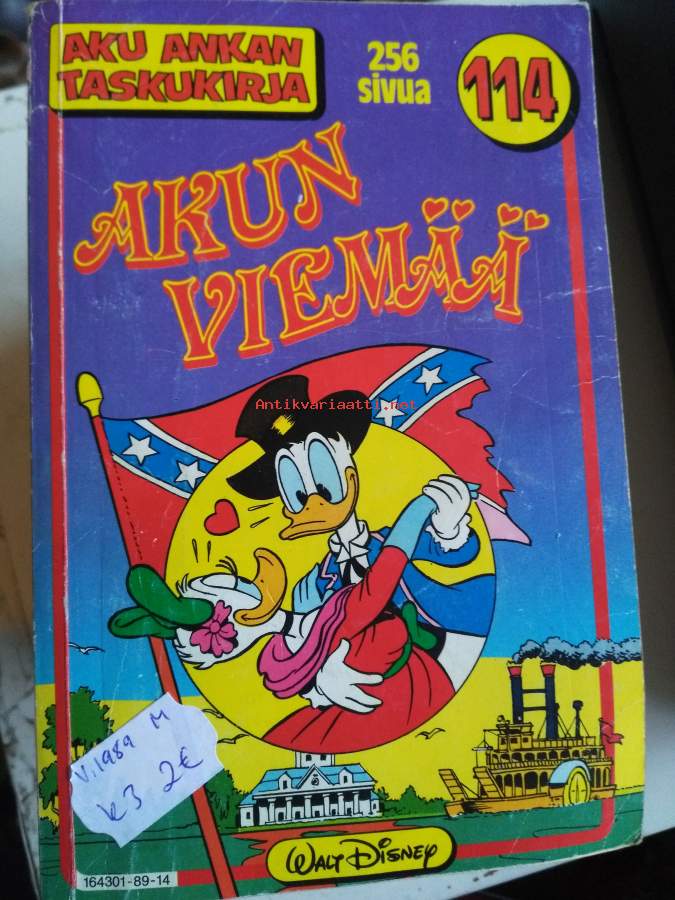 AKU ANKAN
TASKUKIRJA
256
sivua
114
AKUN
VIEMÄÄ
Antikvariaatti.net
V.1989 M
k3 2€
WALT DISNEY
164301-89-14